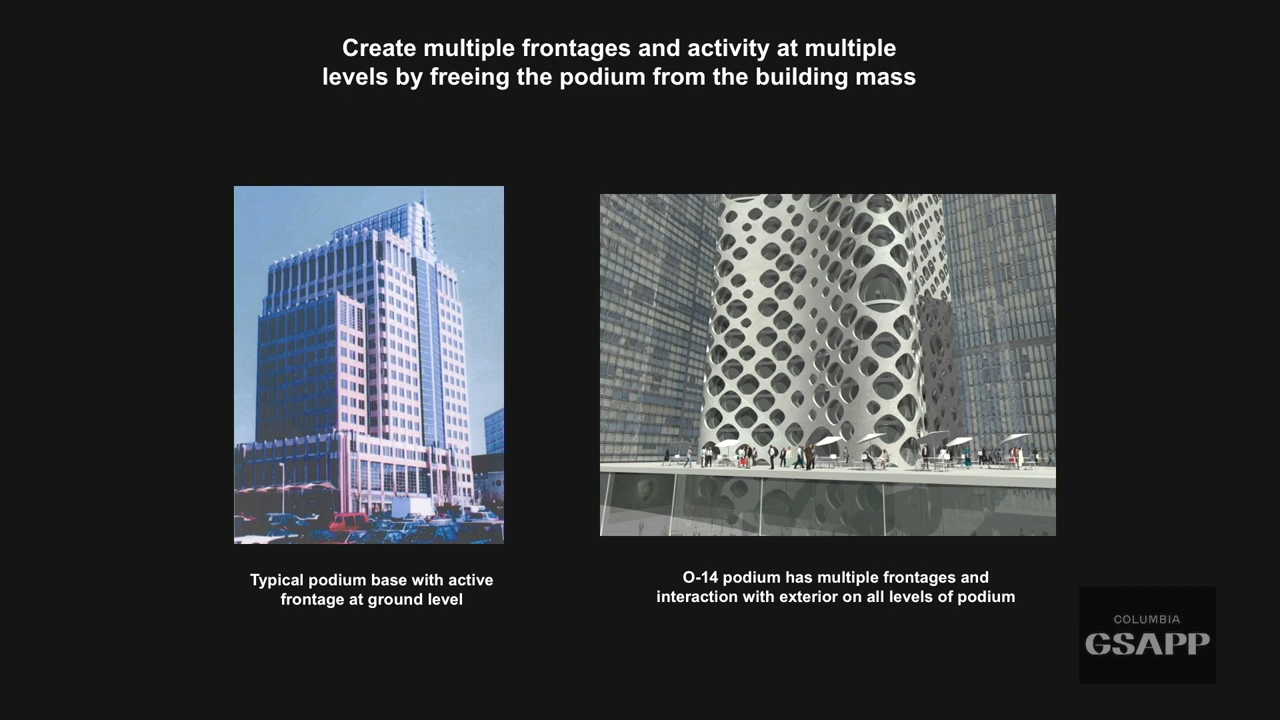 Create multiple frontages and activity at multiple
levels by freeing the podium from the building mass
Typical podium base with active
frontage at ground level
O-14 podium has multiple frontages and
interaction with exterior on all levels of podium
COLUMBIA
GSAPP